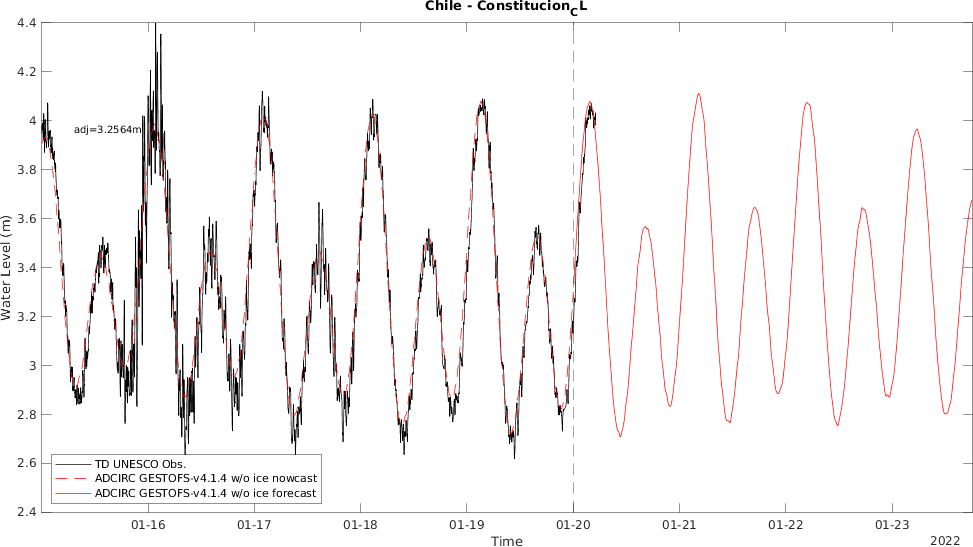 Chile - Constitucion_CL
4.4
4.2
4
3.8
3.6
3.4
3.2
3
2.8
2.6
2.4
Water Level (m)
adj=3.2564m
TD UNESCO Obs.
ADCIRC GESTOFS-v4.1.4 w/o ice nowcast
ADCIRC GESTOFS-v4.1.4 w/o ice forecast
01-16
01-17
01-18
01-19
01-20
01-21
01-22
01-23
Time
2022